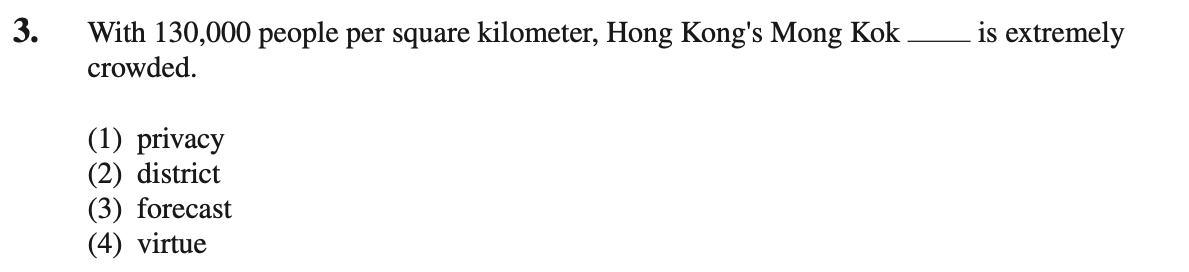 3. With 130,000 people per square kilometer, Hong Kong's Mong Kok ____ is extremely
crowded.
(1) privacy
(2) district
(3) forecast
(4) virtue